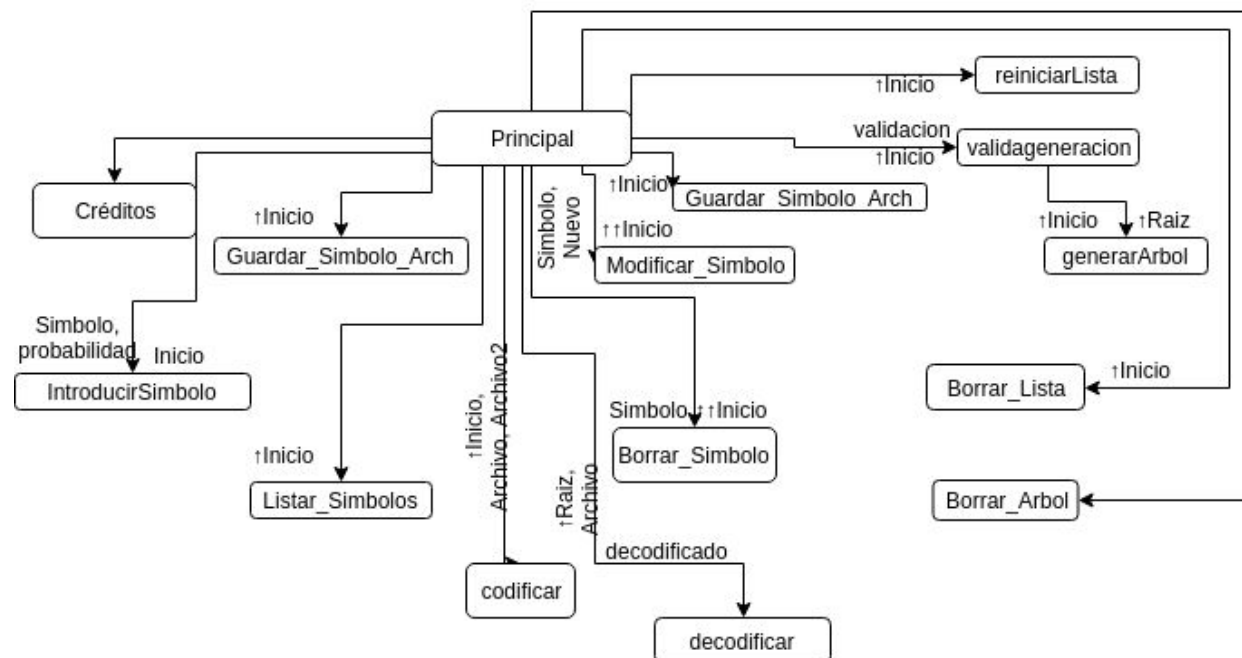 reiniciarLista
↑Inicio
Principal
validacion
↑Inicio
validageneracion
Créditos
↑Inicio
Guardar_Simbolo_Arch
Simbolo,
Nuevo
↑↑Inicio
Modificar_Simbolo
↑Inicio
Guardar_Simbolo_Arch
↑Inicio
↑Raiz
generarArbol
Simbolo,
probabilidad
Inicio
IntroducirSimbolo
↑Inicio,
Archivo, Archivo2
Simbolo, ↑↑Inicio
Borrar_Simbolo
↑Inicio
Borrar_Lista
↑Inicio
Listar_Simbolos
↑Raiz,
Archivo
Borrar_Arbol
decodificado
codificar
decodificar